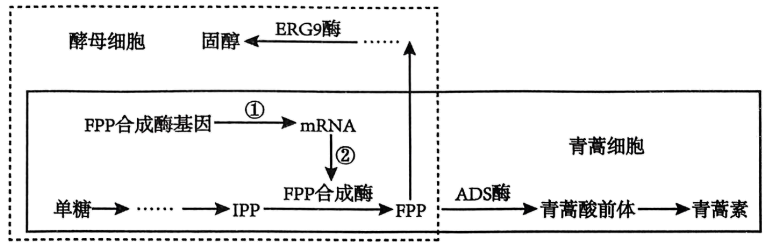 酵母细胞 固醇 ERG9酶 ……
FPP合成酶基因 ① mRNA
青蒿细胞
②
FPP合成酶 ADS酶
单糖 …… IPP FPP 青蒿酸前体 青蒿素